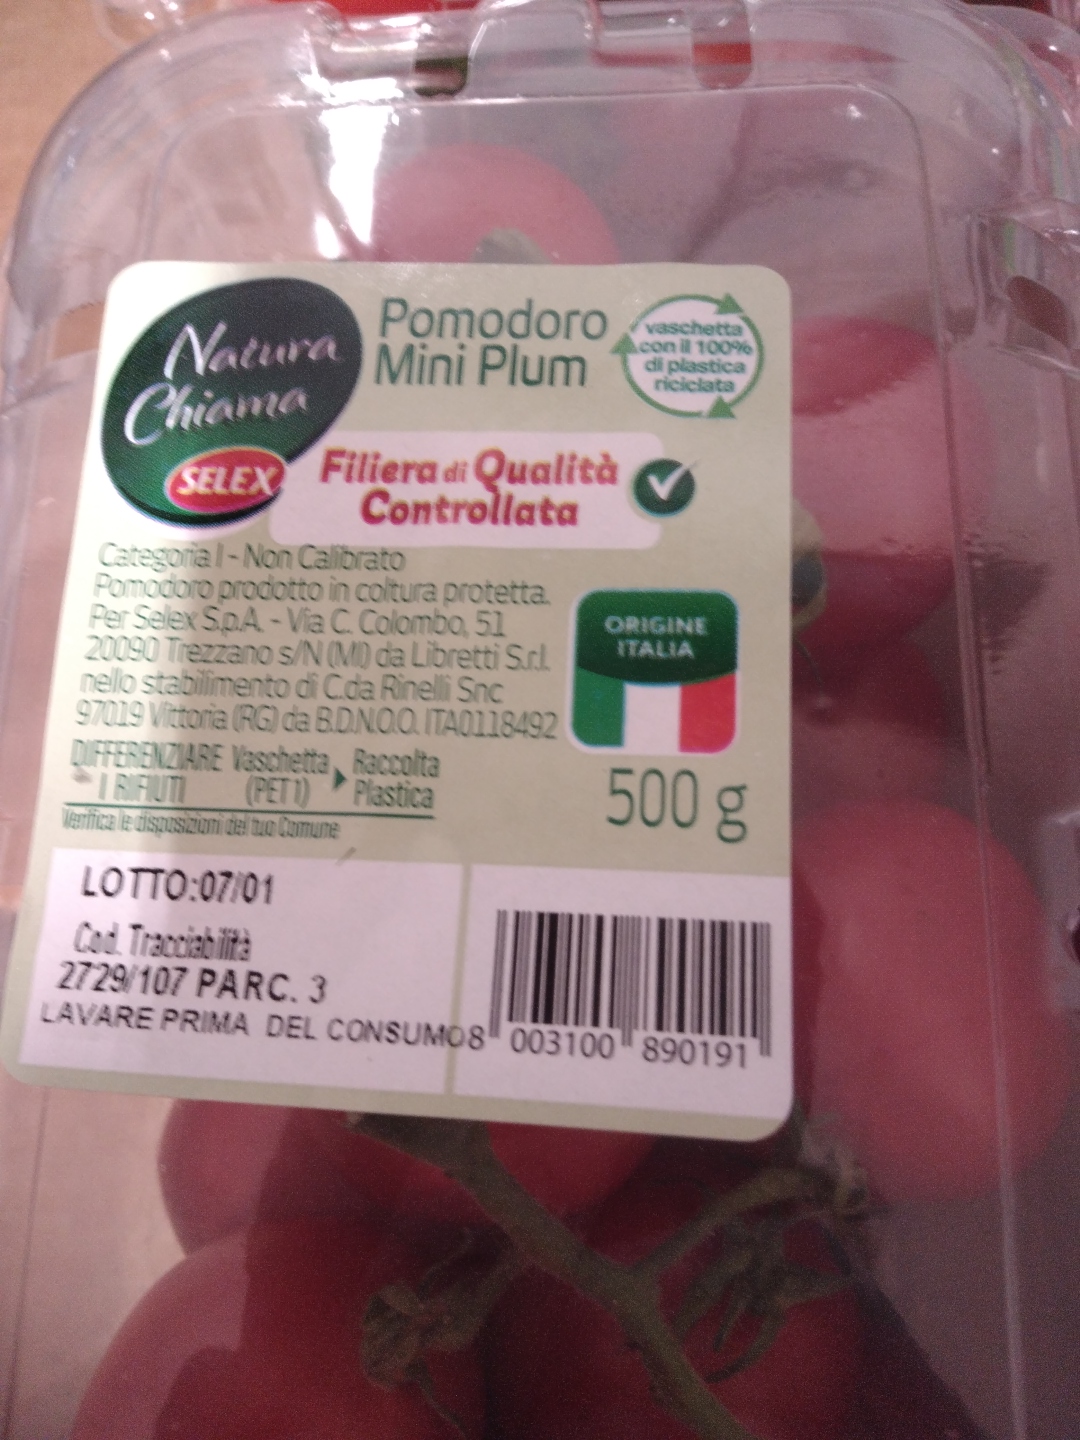 Natura
Chiama
SELEX
Pomodoro
Mini Plum
vaschetta
con il 100%
di plastica
riciclata
Filiera di Qualità
Controllata
Categoria I - Non Calibrato
Pomodoro prodotto in coltura protetta.
Per Selex S.p.A. - Via C. Colombo, 51
20090 Trezzano s/N (MI) da Libretti S.r.l.
nello stabilimento di C.da Rinelli Snc
97019 Vittoria (RG) da B.D.N.O.O. ITA0118492
ORIGINE
ITALIA
DIFFERENZIARE I RIFIUTI
Vaschetta (PET 1)
Raccolta Plastica
Verifica le disposizioni del tuo Comune
500 g
LOTTO:07/01
Cod. Tracciabilità
2729/107 PARC. 3
LAVARE PRIMA DEL CONSUMO
8 003100 890191